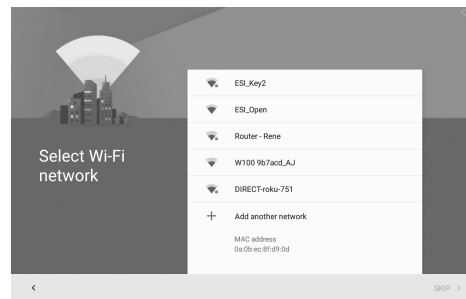 Select Wi-Fi
network
ESI_Key2
ESI_Open
Router - Rene
W100 9b7acd_AJ
DIRECT-roku-751
Add another network
MAC address
0a:0b:ec:8f:d9:0d
SKIP